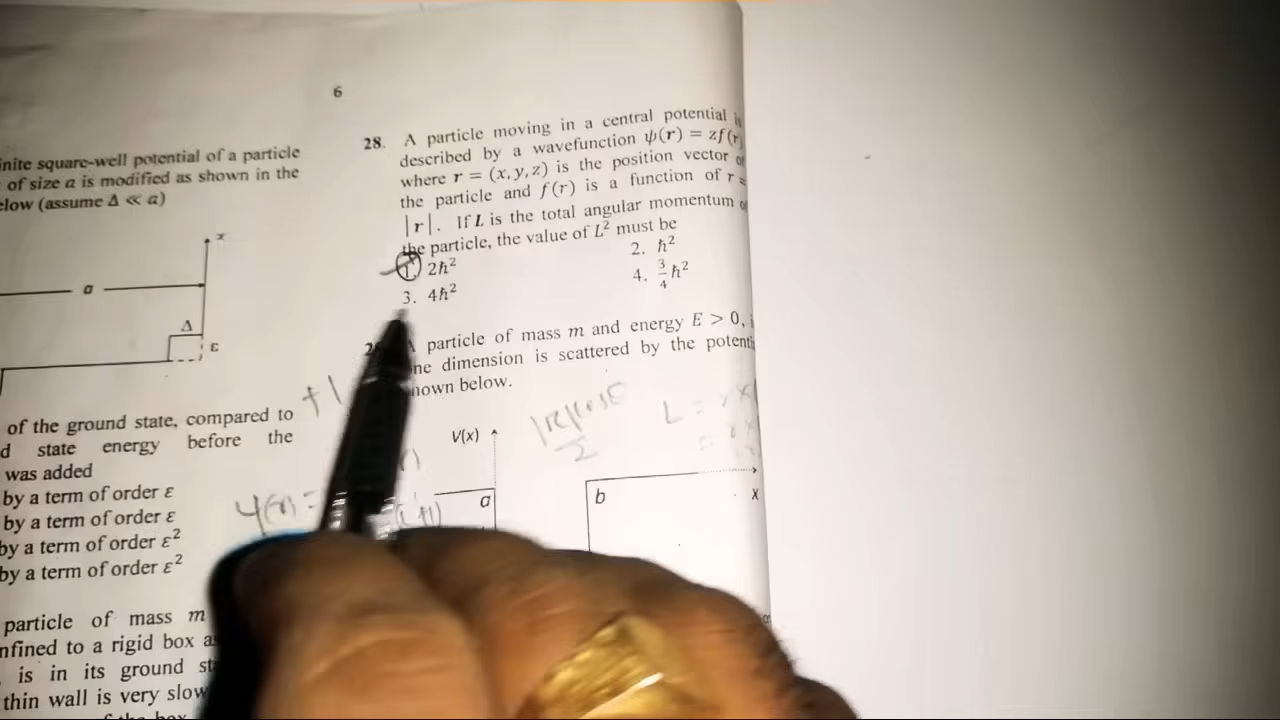 6
nite square-well potential of a particle
of size a is modified as shown in the
low (assume Δ ≪ a)
x
a
Δ
ε
of the ground state, compared to
state energy before the
was added
by a term of order ε
by a term of order ε
by a term of order ε²
by a term of order ε²
particle of mass m
nfined to a rigid box
is in its ground
thin wall is very slow
28. A particle moving in a central potential
described by a wavefunction ψ(r) = zf(r
where r = (x, y, z) is the position vector
the particle and f(r) is a function of r =
|r|. If L is the total angular momentum
the particle, the value of L² must be
1. 2ħ² 2. ħ²
3. 4ħ² 4. 3/4 ħ²
particle of mass m and energy E > 0,
ne dimension is scattered by the potenti
hown below.
+1
V(x)
a
b
X
L =